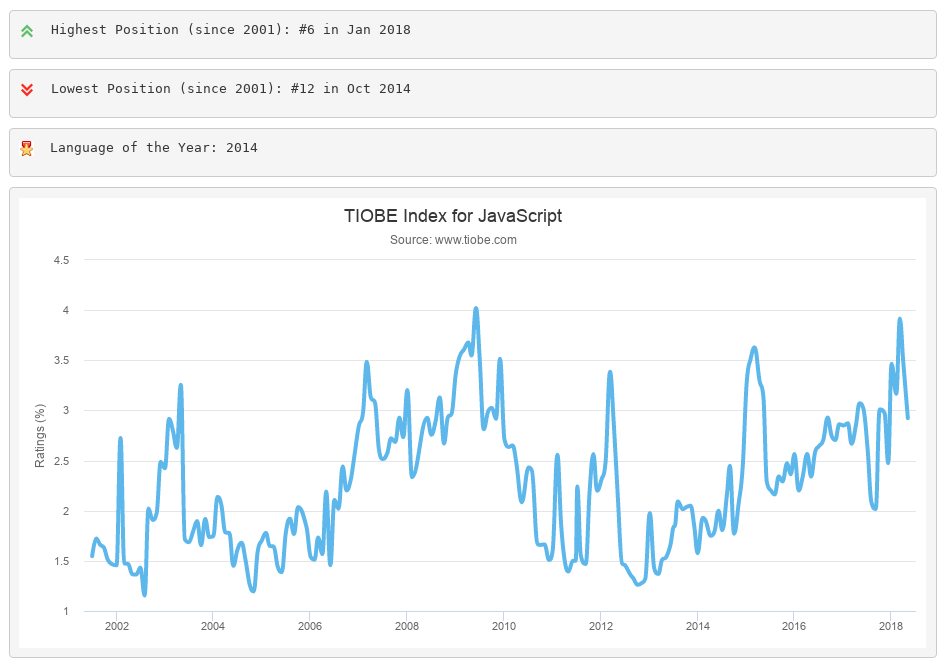 Highest Position (since 2001): #6 in Jan 2018
Lowest Position (since 2001): #12 in Oct 2014
Language of the Year: 2014
TIOBE Index for JavaScript
Source: www.tiobe.com
Ratings (%)
4.5
4
3.5
3
2.5
2
1.5
1
2002 2004 2006 2008 2010 2012 2014 2016 2018